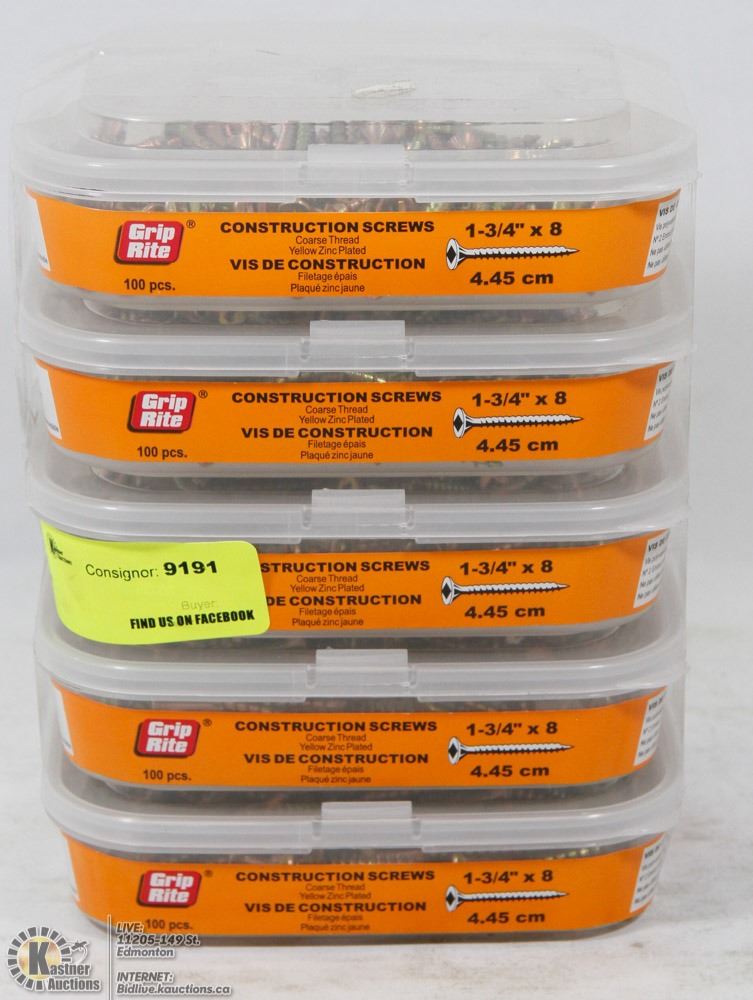 Grip Rite ®
CONSTRUCTION SCREWS
Coarse Thread
Yellow Zinc Plated
VIS DE CONSTRUCTION
Filetage épais
Plaqué zinc jaune
100 pcs.
1-3/4" x 8
4.45 cm
Grip Rite ®
CONSTRUCTION SCREWS
Coarse Thread
Yellow Zinc Plated
VIS DE CONSTRUCTION
Filetage épais
Plaqué zinc jaune
100 pcs.
1-3/4" x 8
4.45 cm
Consignor: 9191
Buyer:
FIND US ON FACEBOOK
STRUCTION SCREWS
Coarse Thread
Yellow Zinc Plated
DE CONSTRUCTION
Filetage épais
Plaqué zinc jaune
1-3/4" x 8
4.45 cm
Grip Rite ®
CONSTRUCTION SCREWS
Coarse Thread
Yellow Zinc Plated
VIS DE CONSTRUCTION
Filetage épais
Plaqué zinc jaune
100 pcs.
1-3/4" x 8
4.45 cm
Grip Rite ®
CONSTRUCTION SCREWS
Coarse Thread
Yellow Zinc Plated
VIS DE CONSTRUCTION
Filetage épais
Plaqué zinc jaune
100 pcs.
1-3/4" x 8
4.45 cm
Kastner
Auctions
LIVE:
11205-149 St.
Edmonton
INTERNET:
Bidlive.kauctions.ca